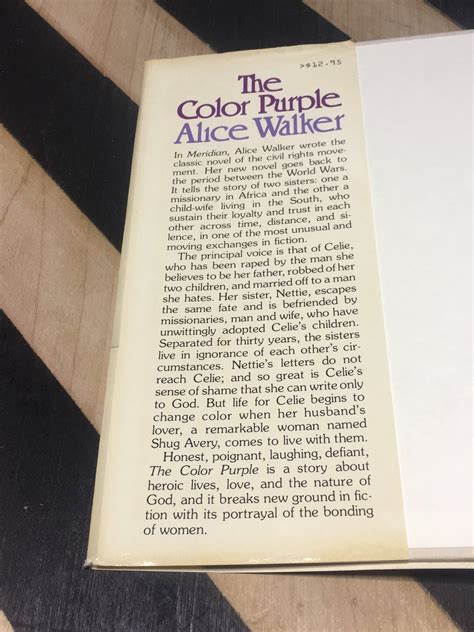 >$12.95
The
Color Purple
Alice Walker
In Meridian, Alice Walker wrote the
classic novel of the civil rights move-
ment. Her new novel goes back to
the period between the World Wars.
It tells the story of two sisters: one a
missionary in Africa and the other a
child-wife living in the South, who
sustain their loyalty and trust in each
other across time, distance, and si-
lence, in one of the most unusual and
moving exchanges in fiction.
The principal voice is that of Celie,
who has been raped by the man she
believes to be her father, robbed of her
two children, and married off to a man
she hates. Her sister, Nettie, escapes
the same fate and is befriended by
missionaries, man and wife, who have
unwittingly adopted Celie's children.
Separated for thirty years, the sisters
live in ignorance of each other's cir-
cumstances. Nettie's letters do not
reach Celie; and so great is Celie's
sense of shame that she can write only
to God. But life for Celie begins to
change color when her husband's
lover, a remarkable woman named
Shug Avery, comes to live with them.
Honest, poignant, laughing, defiant,
The Color Purple is a story about
heroic lives, love, and the nature of
God, and it breaks new ground in fic-
tion with its portrayal of the bonding
of women.